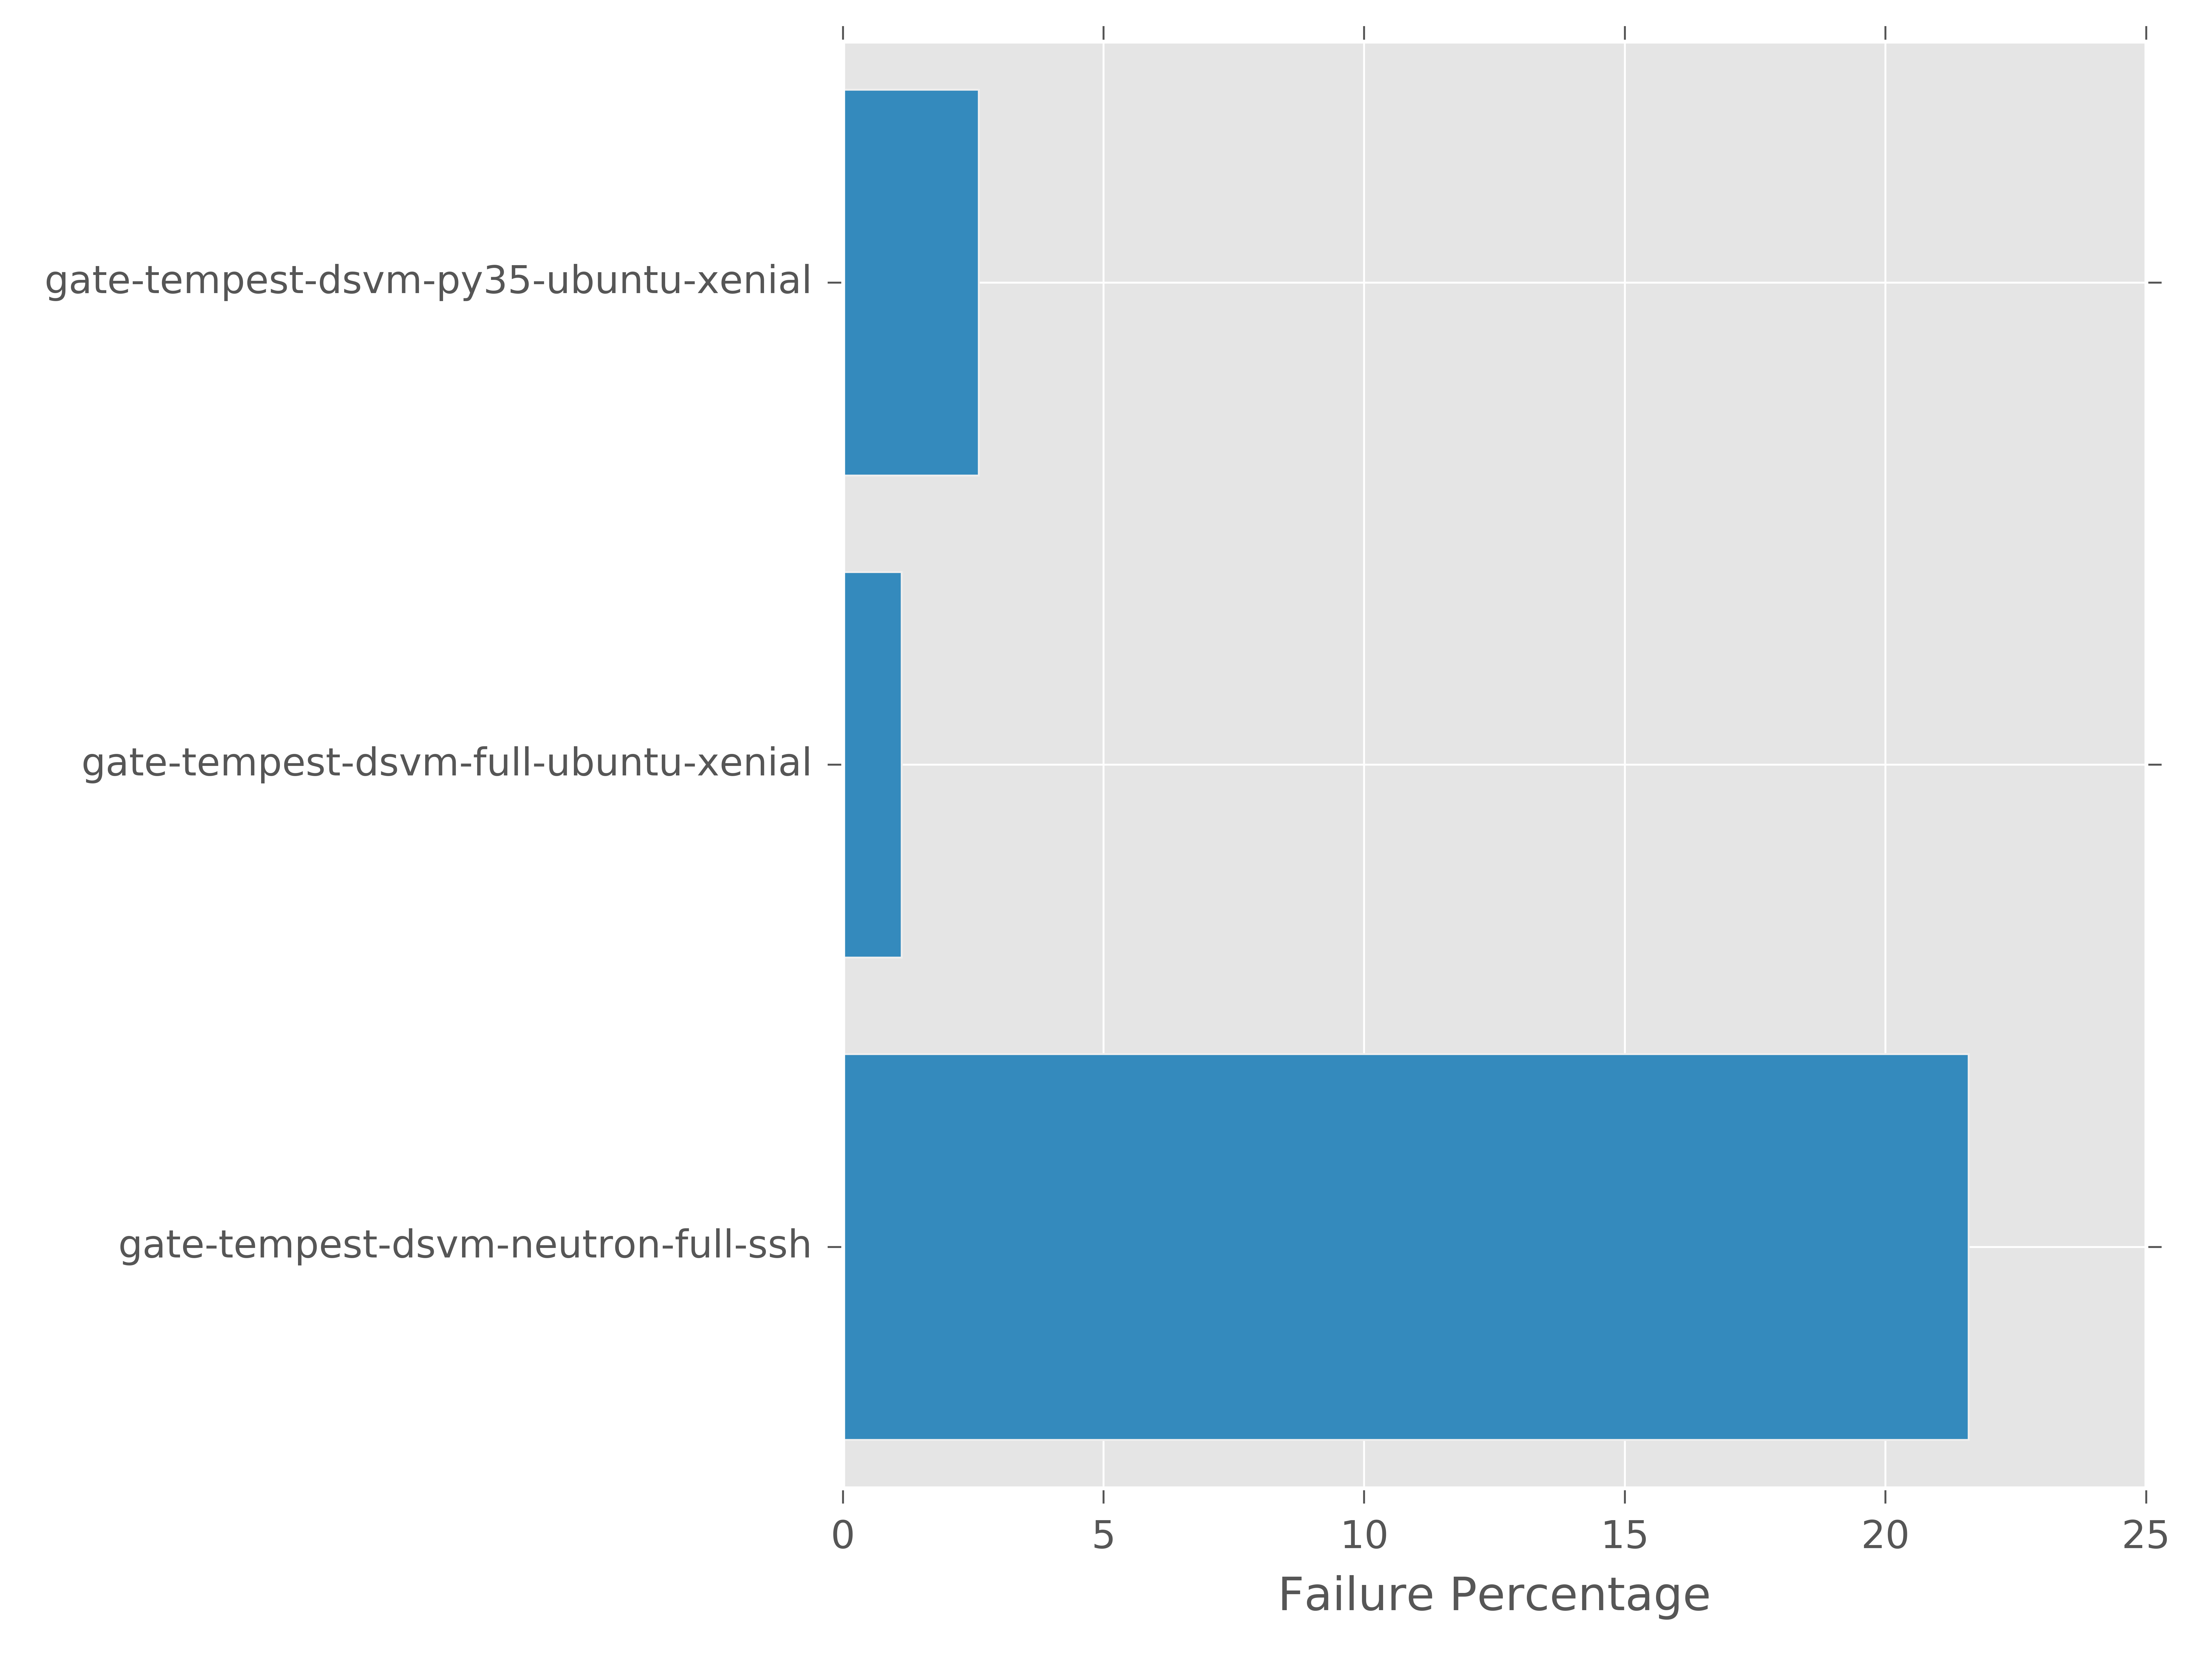 gate-tempest-dsvm-py35-ubuntu-xenial
gate-tempest-dsvm-full-ubuntu-xenial
gate-tempest-dsvm-neutron-full-ssh
0 5 10 15 20 25
Failure Percentage